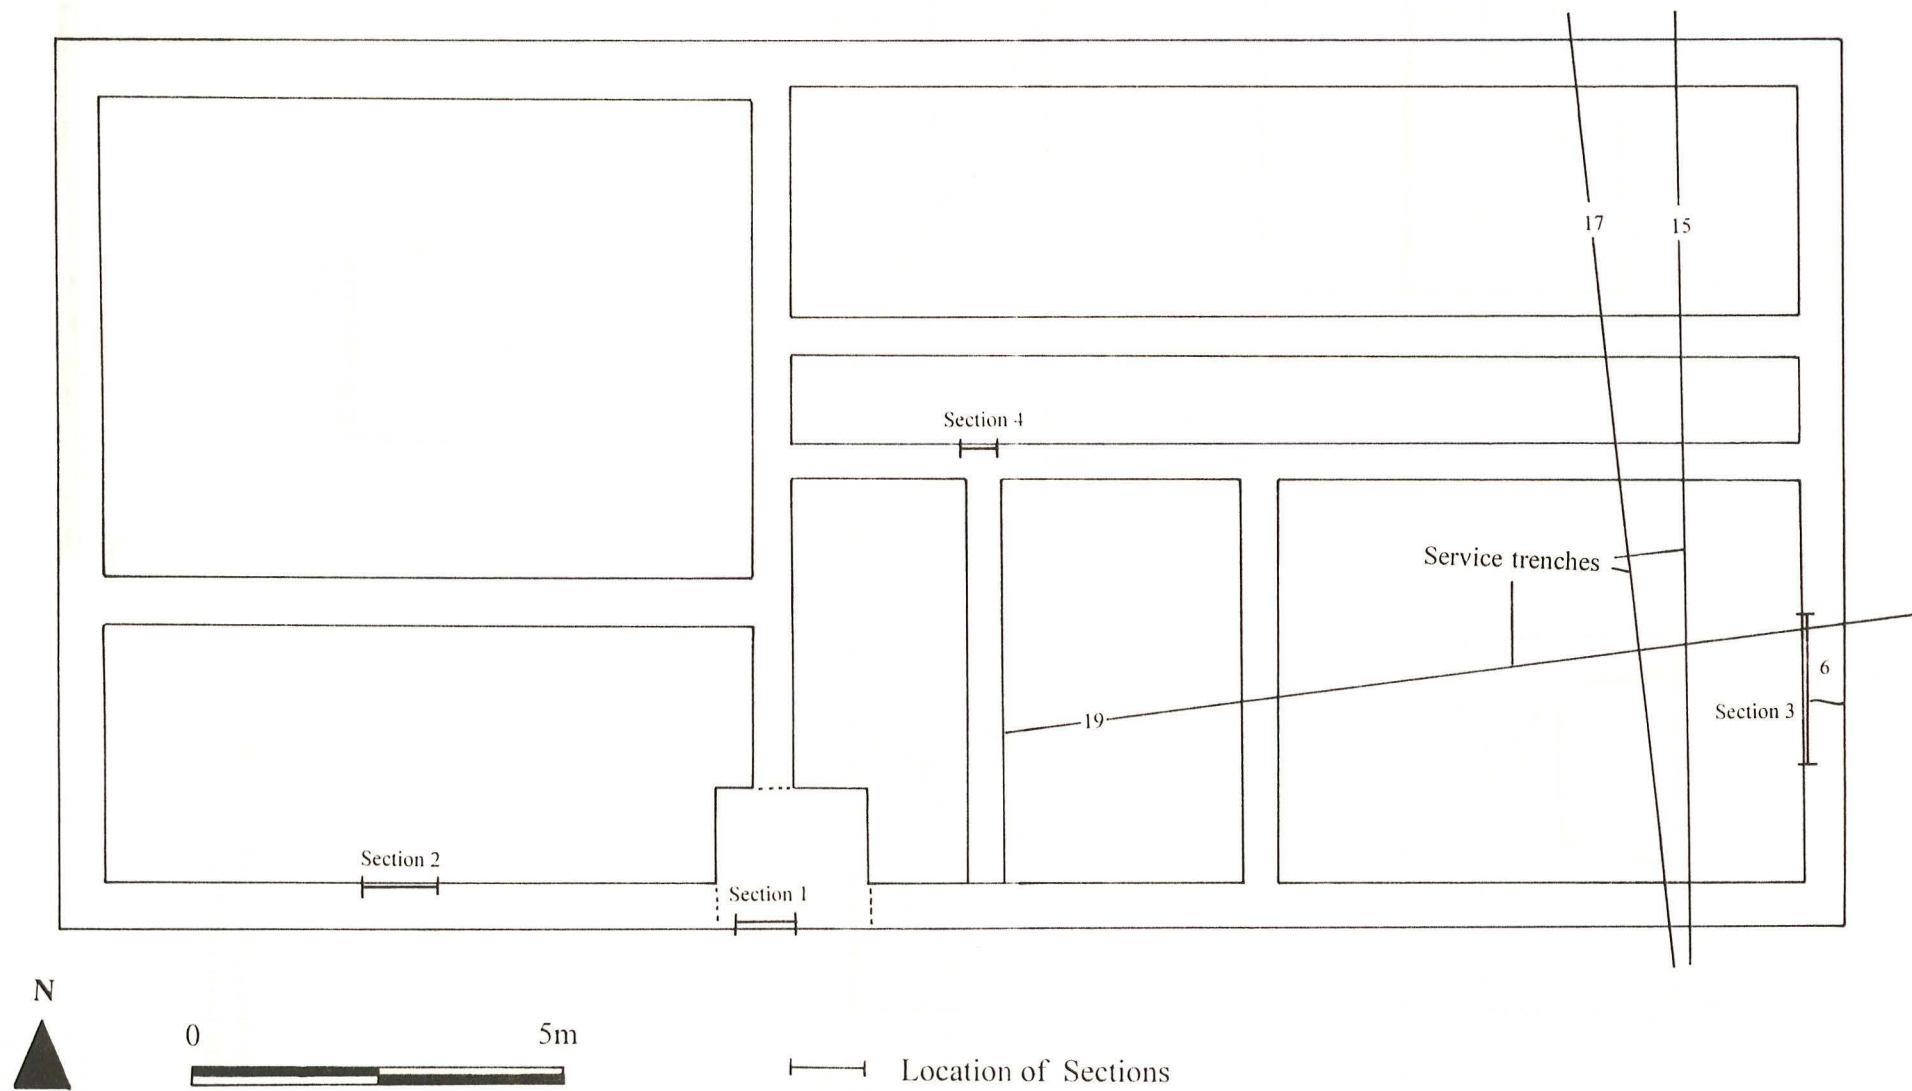 17
15
Section 4
Service trenches
6
Section 3
19
Section 2
Section 1
N
0
5m
Location of Sections